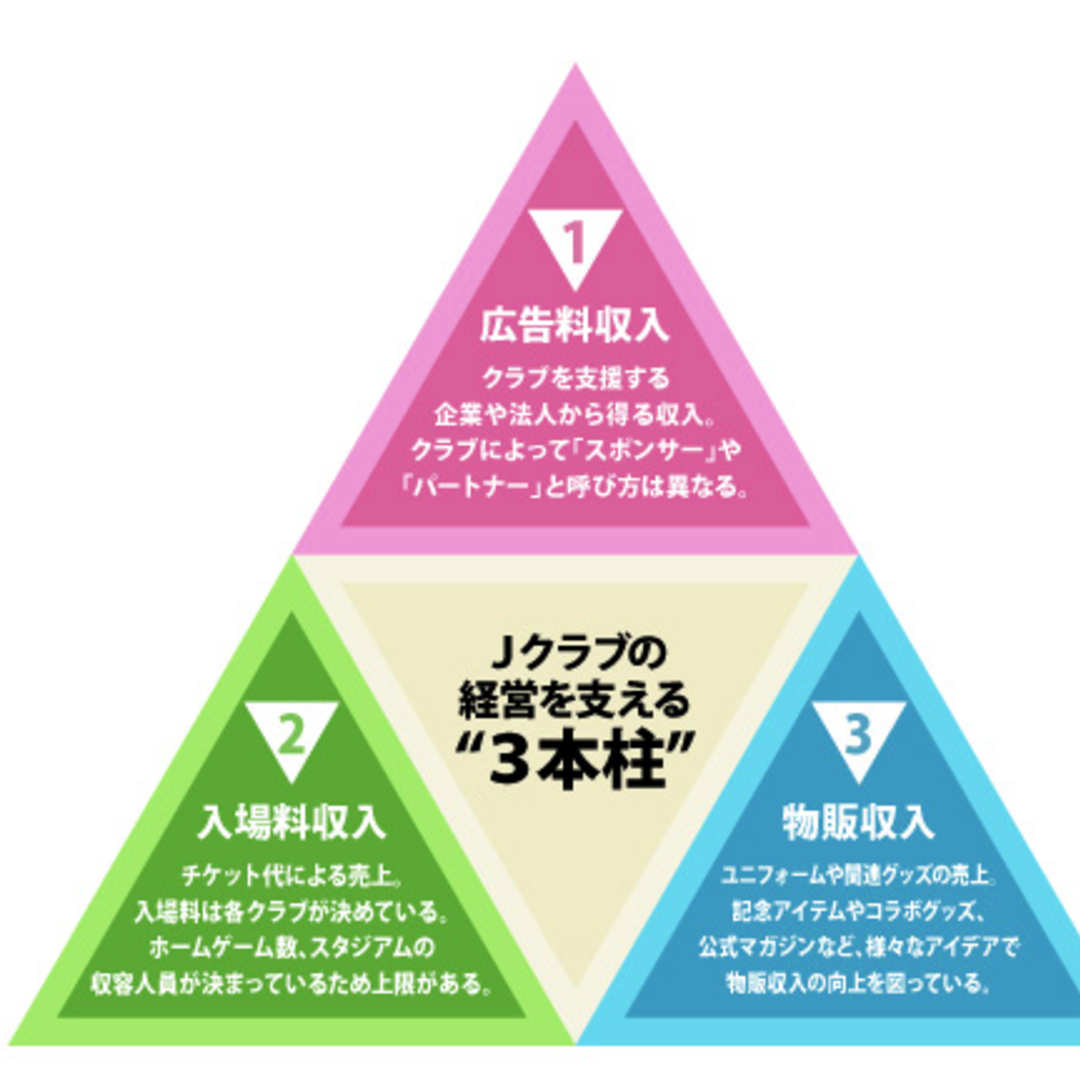 1
広告料収入
クラブを支援する
企業や法人から得る収入。
クラブによって「スポンサー」や
「パートナー」と呼び方は異なる。
Jクラブの
経営を支える
“3本柱”
2
入場料収入
チケット代による売上。
入場料は各クラブが決めている。
ホームゲーム数、スタジアムの
収容人員が決まっているため上限がある。
3
物販収入
ユニフォームや関連グッズの売上。
記念アイテムやコラボグッズ、
公式マガジンなど、様々なアイデアで
物販収入の向上を図っている。